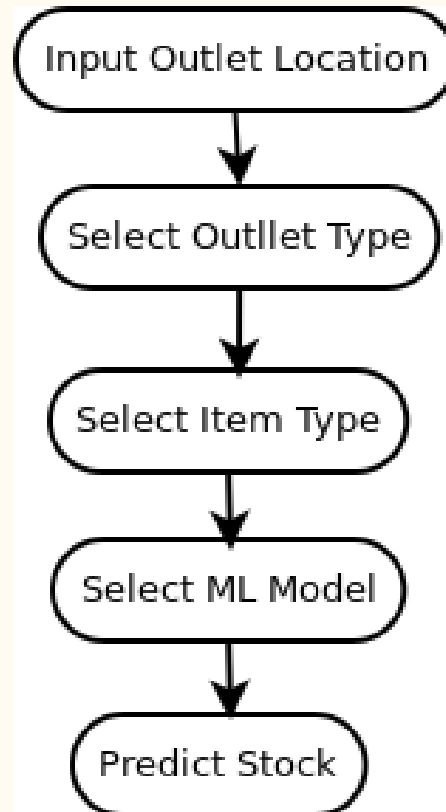 Input Outlet Location
Select Outllet Type
Select Item Type
Select ML Model
Predict Stock